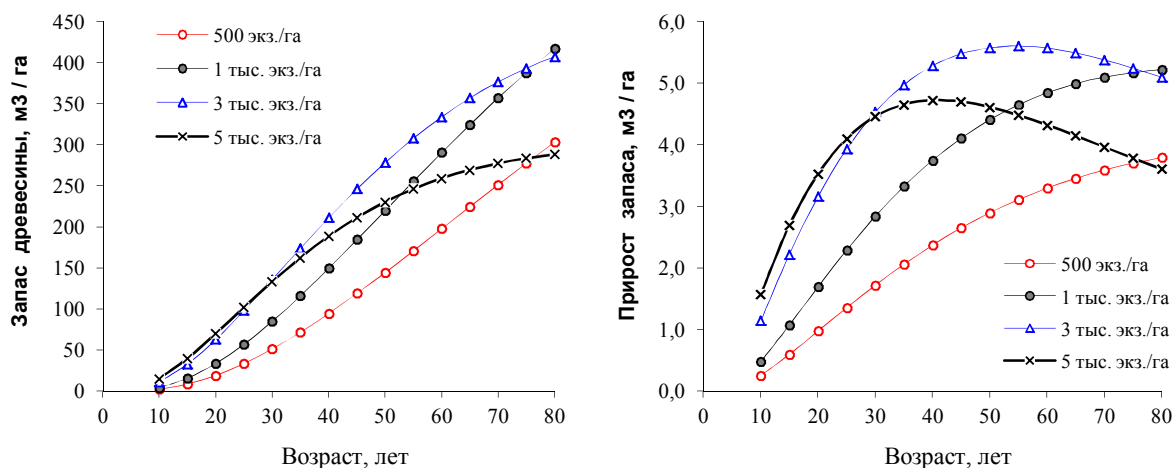 Запас древесины, м3 / га
450
400
350
300
250
200
150
100
50
0
500 экз./га
1 тыс. экз./га
3 тыс. экз./га
5 тыс. экз./га
0 10 20 30 40 50 60 70 80
Возраст, лет
Прирост запаса, м3 / га
6,0
5,0
4,0
3,0
2,0
1,0
0,0
500 экз./га
1 тыс. экз./га
3 тыс. экз./га
5 тыс. экз./га
0 10 20 30 40 50 60 70 80
Возраст, лет